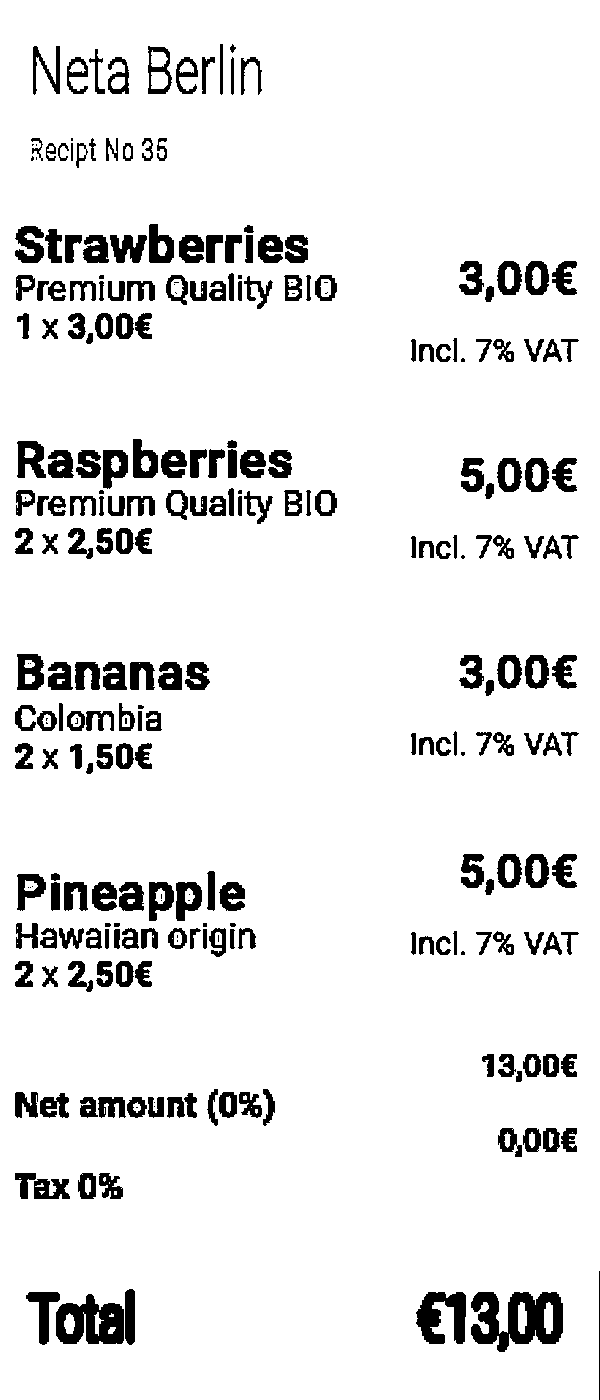 Neta Berlin
Recipt No 35
Strawberries
Premium Quality BIO
3,00€
1 x 3,00€
Incl. 7% VAT
Raspberries
Premium Quality BIO
5,00€
2 x 2,50€
Incl. 7% VAT
Bananas
3,00€
Colombia
2 x 1,50€
Incl. 7% VAT
Pineapple
5,00€
Hawaiian origin
Incl. 7% VAT
2 x 2,50€
13,00€
Net amount (0%)
0,00€
Tax 0%
Total €13,00